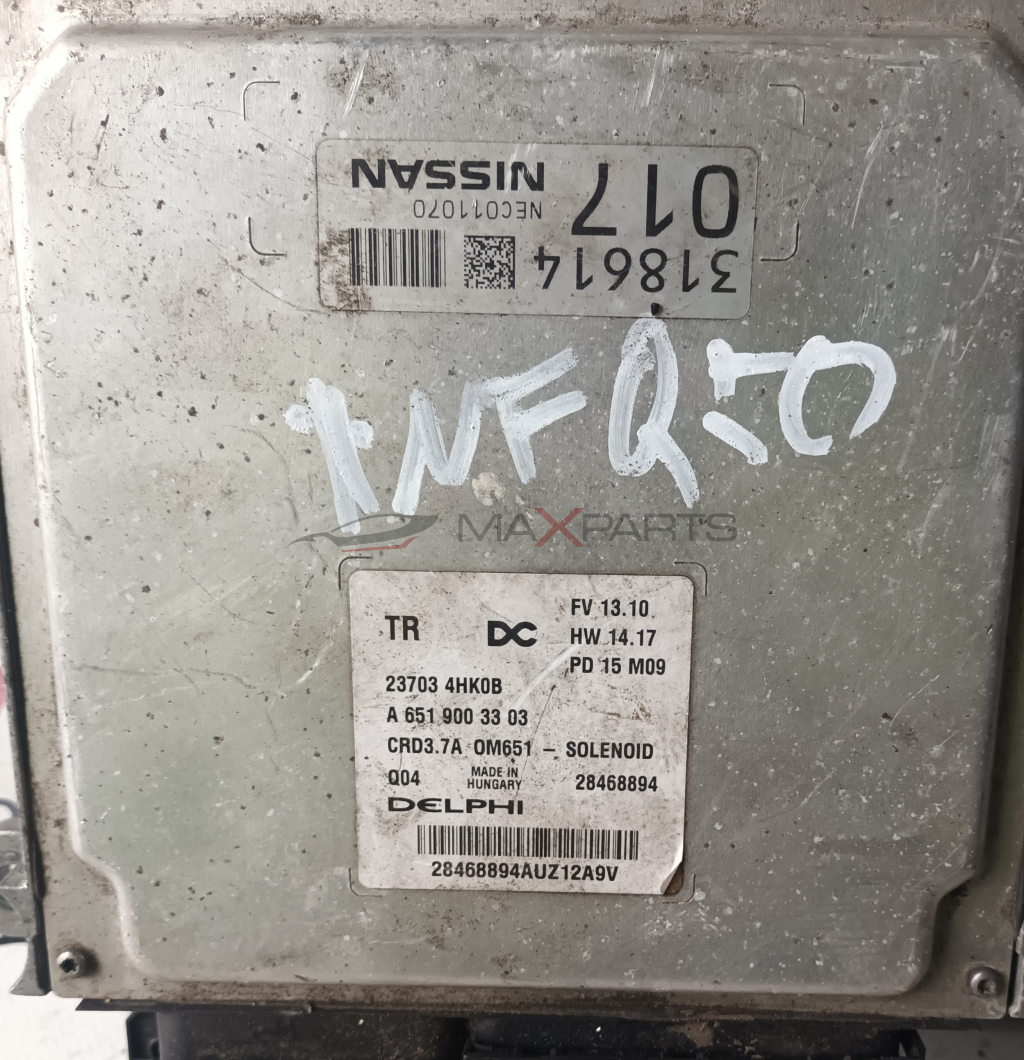 NISSAN
017
NEC011070
318614
INFQ50
MAXPARTS
TR
DC
FV 13.10
HW 14.17
PD 15 M09
23703 4HK0B
A 651 900 33 03
CRD3.7A OM651 - SOLENOID
Q04
MADE IN
HUNGARY
28468894
DELPHI
28468894AUZ12A9V